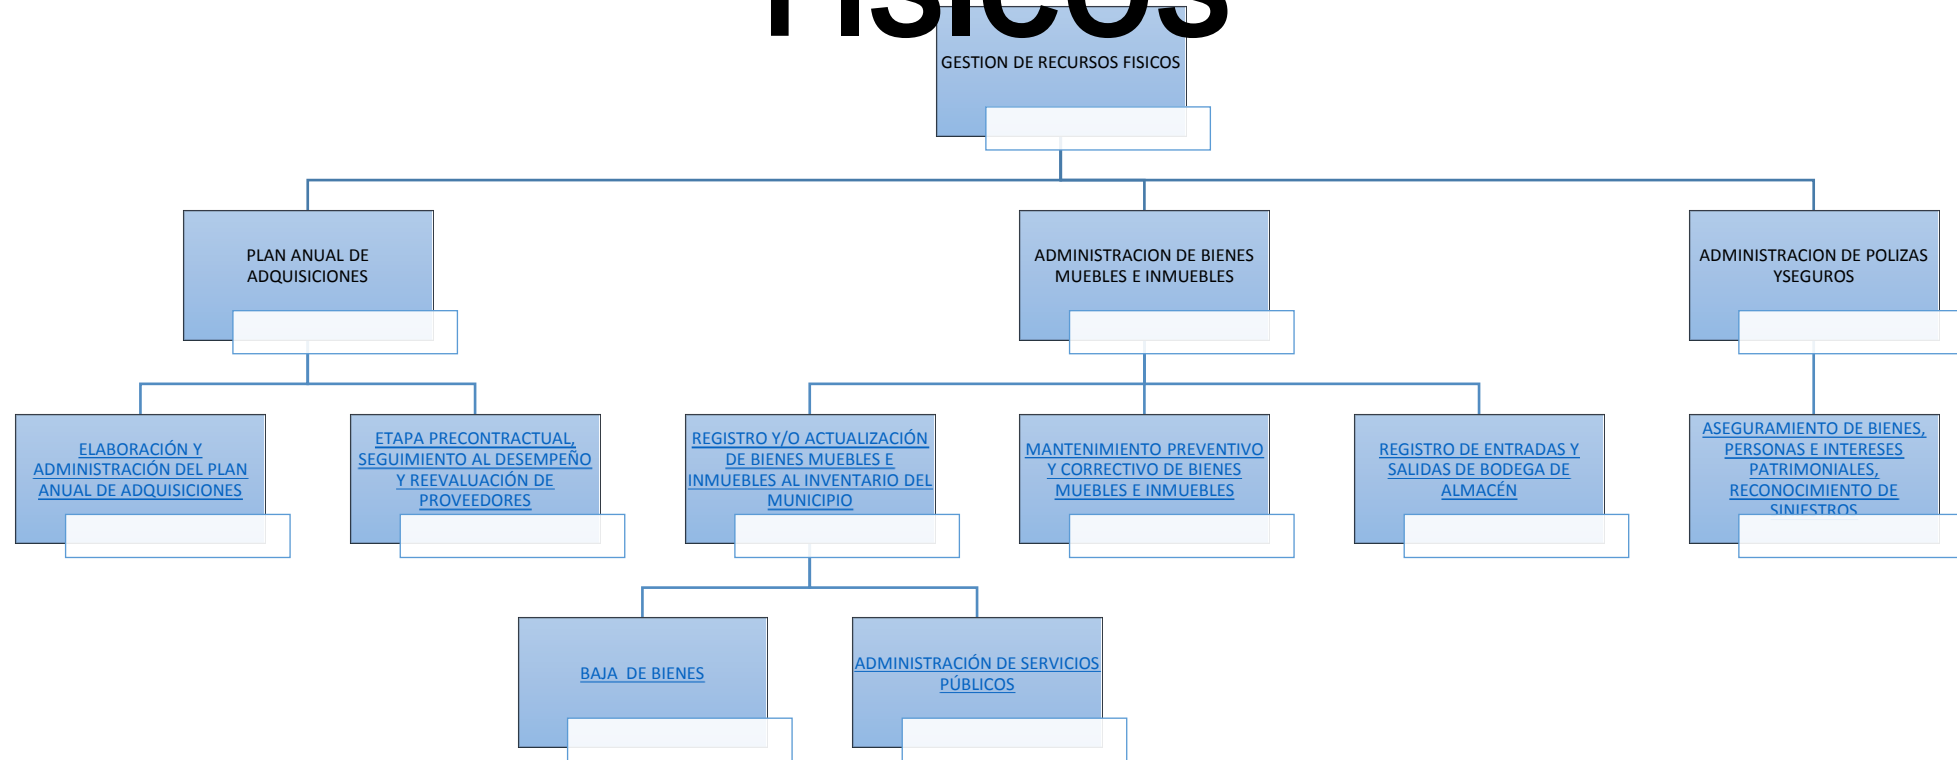 FISICOS
GESTION DE RECURSOS FISICOS
PLAN ANUAL DE
ADQUISICIONES
ADMINISTRACION DE BIENES
MUEBLES E INMUEBLES
ADMINISTRACION DE POLIZAS
YSEGUROS
ELABORACIÓN Y
ADMINISTRACIÓN DEL PLAN
ANUAL DE ADQUISICIONES
ETAPA PRECONTRACTUAL,
SEGUIMIENTO AL DESEMPEÑO
Y REEVALUACIÓN DE
PROVEEDORES
REGISTRO Y/O ACTUALIZACIÓN
DE BIENES MUEBLES E
INMUEBLES AL INVENTARIO DEL
MUNICIPIO
MANTENIMIENTO PREVENTIVO
Y CORRECTIVO DE BIENES
MUEBLES E INMUEBLES
REGISTRO DE ENTRADAS Y
SALIDAS DE BODEGA DE
ALMACÉN
ASEGURAMIENTO DE BIENES,
PERSONAS E INTERESES
PATRIMONIALES,
RECONOCIMIENTO DE
SINIESTROS
BAJA  DE BIENES
ADMINISTRACIÓN DE SERVICIOS
PÚBLICOS